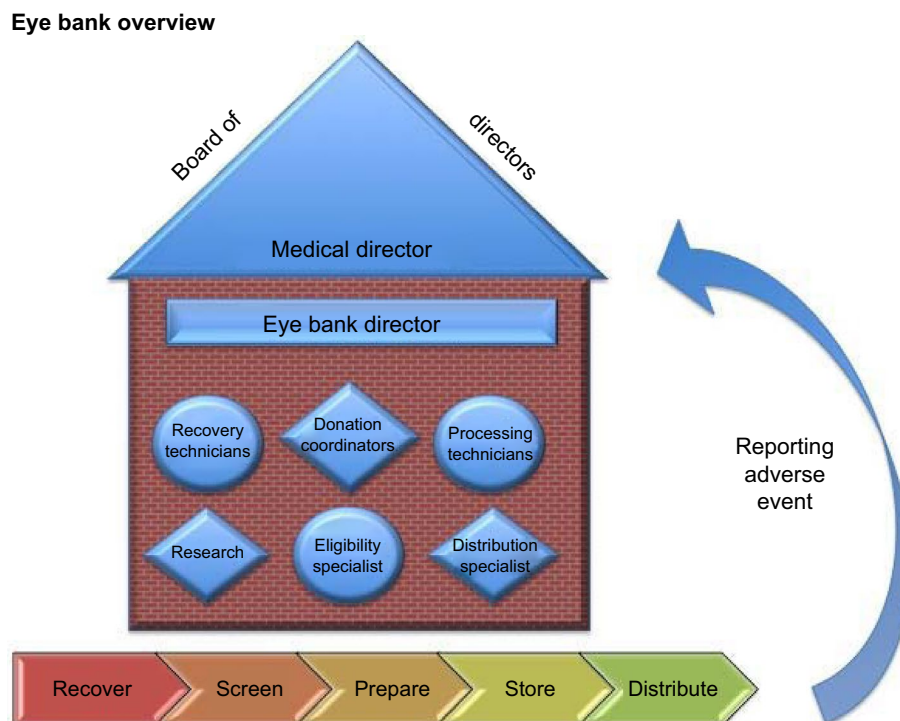 Eye bank overview
Board of
directors
Medical director
Eye bank director
Recovery
technicians
Donation
coordinators
Processing
technicians
Research
Eligibility
specialist
Distribution
specialist
Reporting
adverse
event
Recover
Screen
Prepare
Store
Distribute